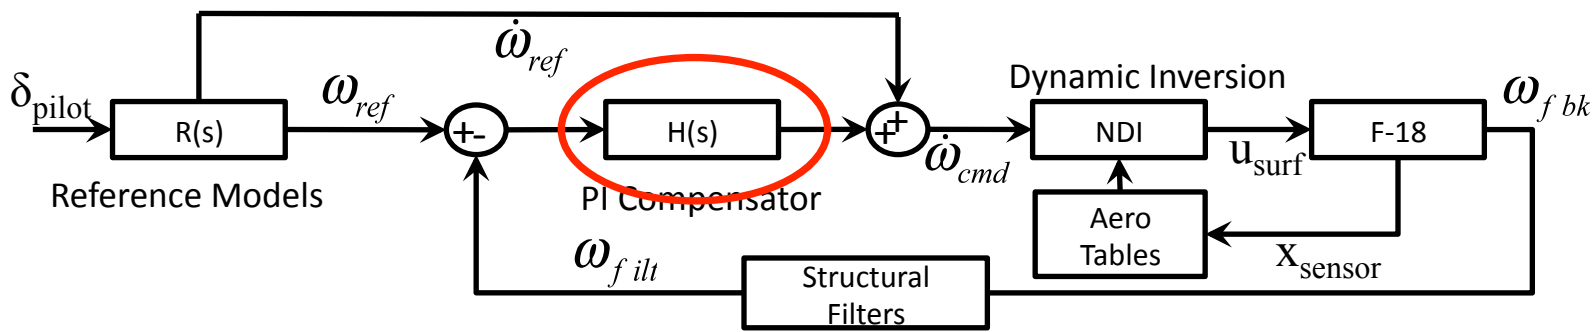 ω̇ref
Dynamic Inversion
δpilot
ωref
ωf bk
R(s)
+-
H(s)
++
NDI
F-18
ω̇cmd
usurf
Reference Models
PI Compensator
Aero
Tables
ωf ilt
xsensor
Structural
Filters